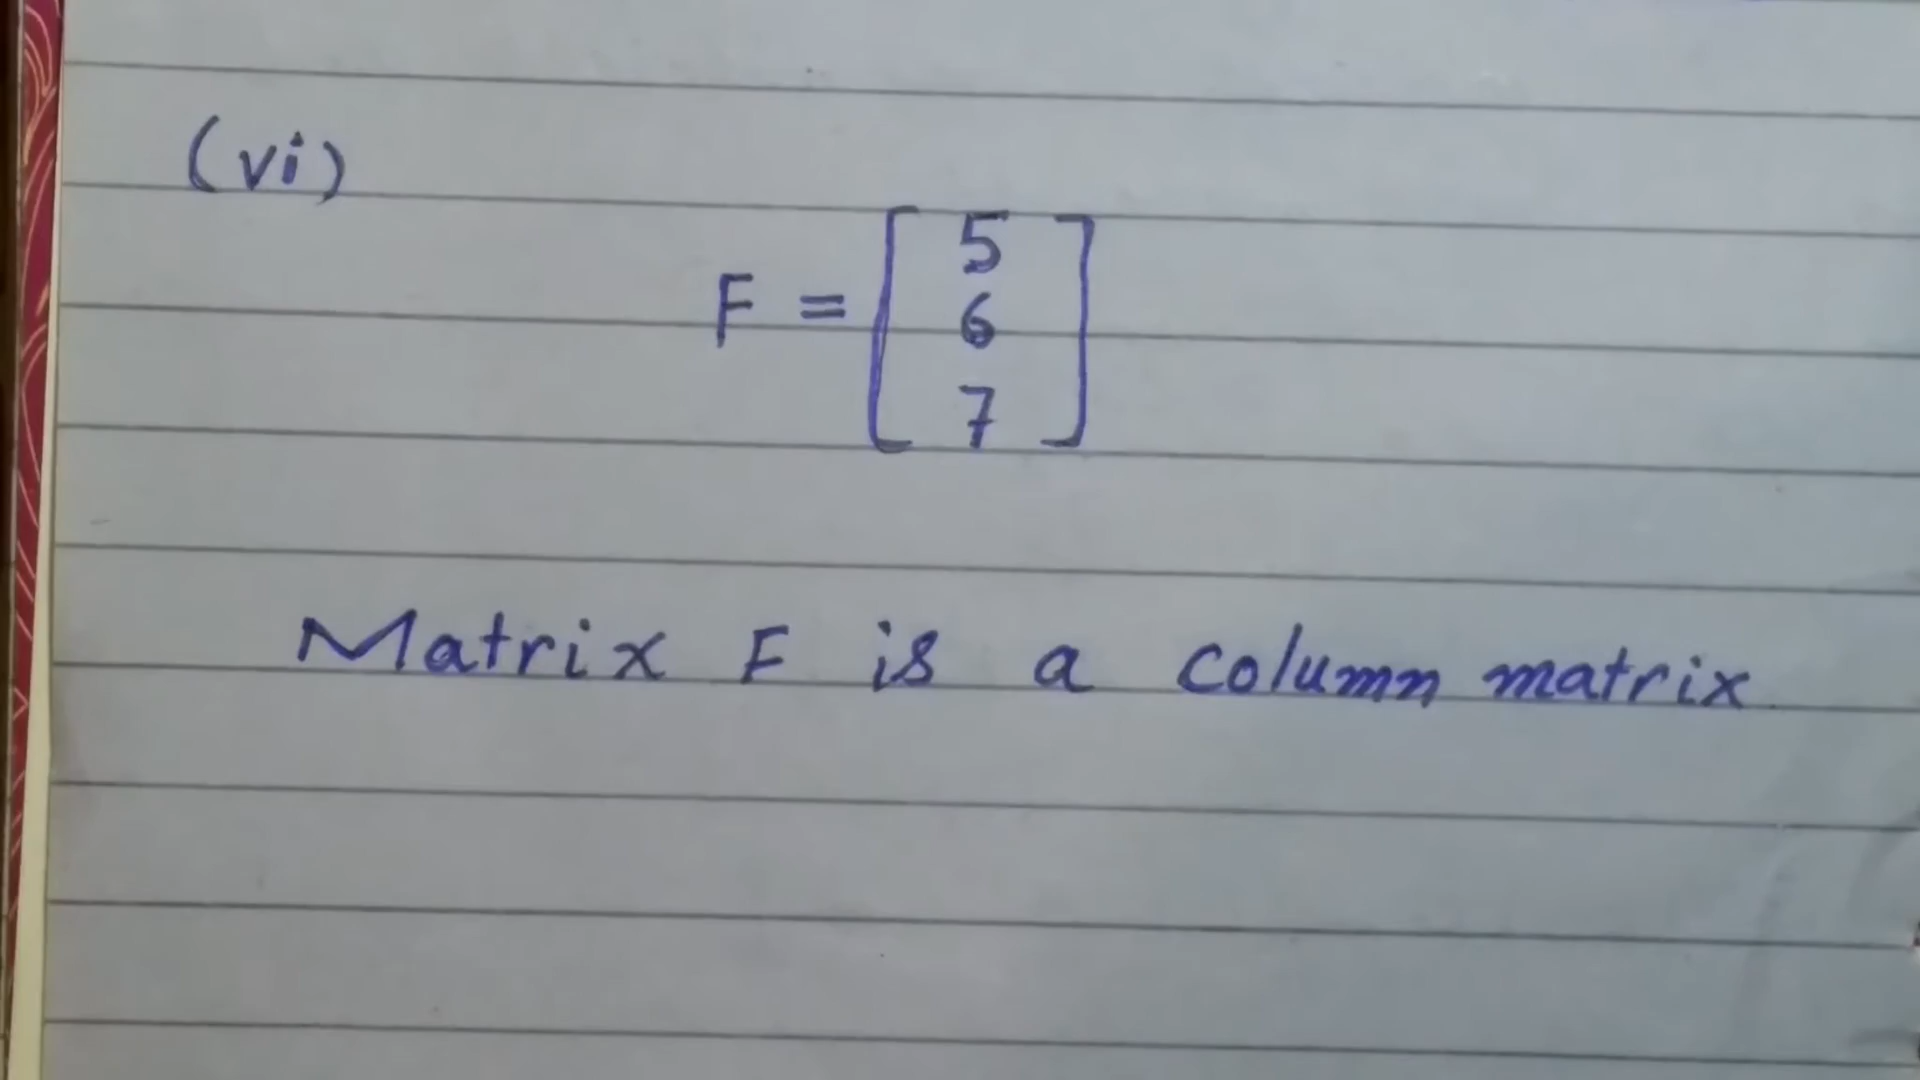 (vi)
F = [ 5
6
7 ]
Matrix F is a column matrix.